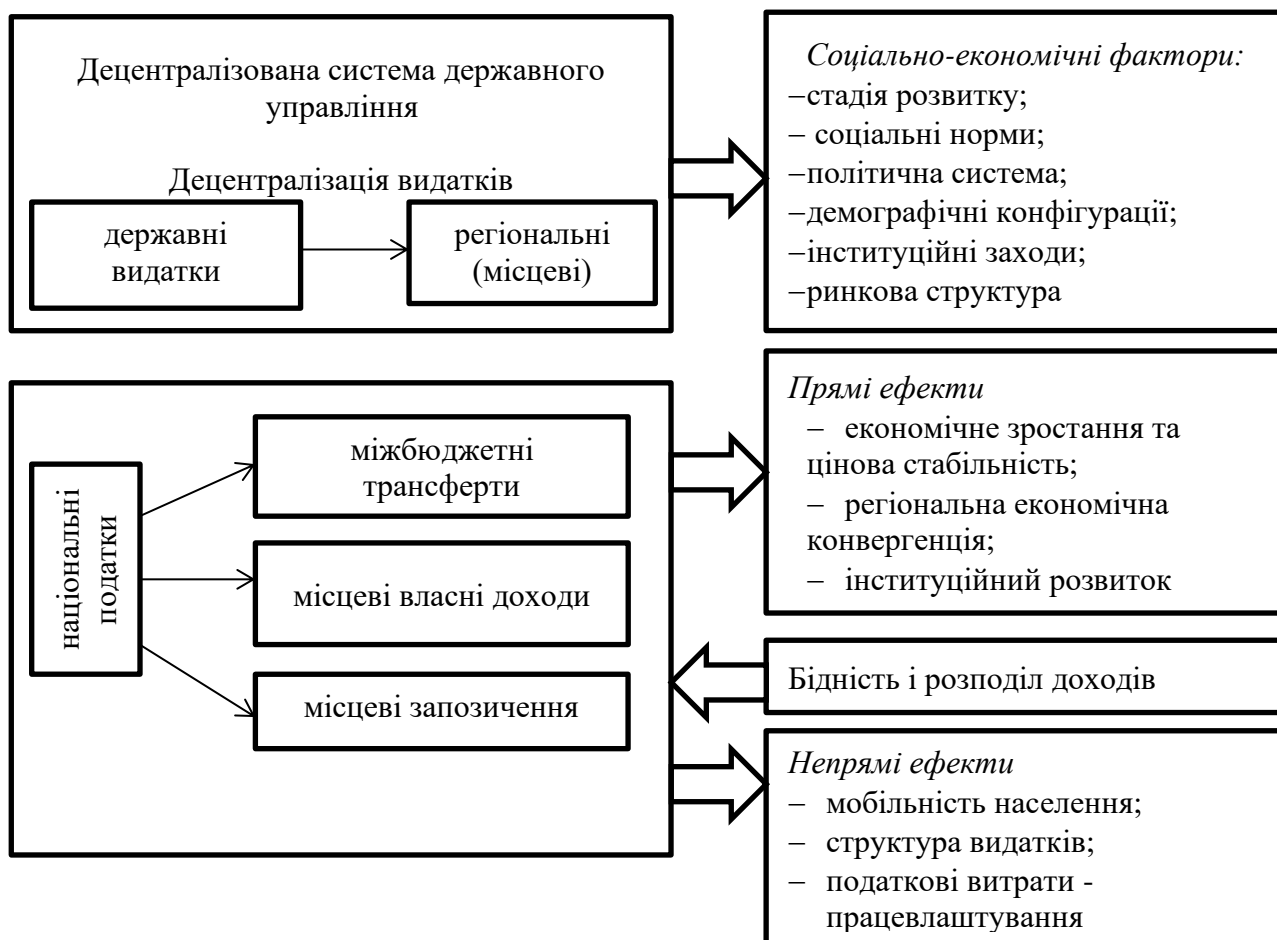 Децентралізована система державного
управління
Децентралізація видатків
державні
видатки
регіональні
(місцеві)
Соціально-економічні фактори:
−стадія розвитку;
− соціальні норми;
−політична система;
−демографічні конфігурації;
−інституційні заходи;
−ринкова структура
національні
податки
міжбюджетні
трансферти
місцеві власні доходи
місцеві запозичення
Прямі ефекти
− економічне зростання та
цінова стабільність;
− регіональна економічна
конвергенція;
− інституційний розвиток
Бідність і розподіл доходів
Непрямі ефекти
− мобільність населення;
− структура видатків;
− податкові витрати -
працевлаштування